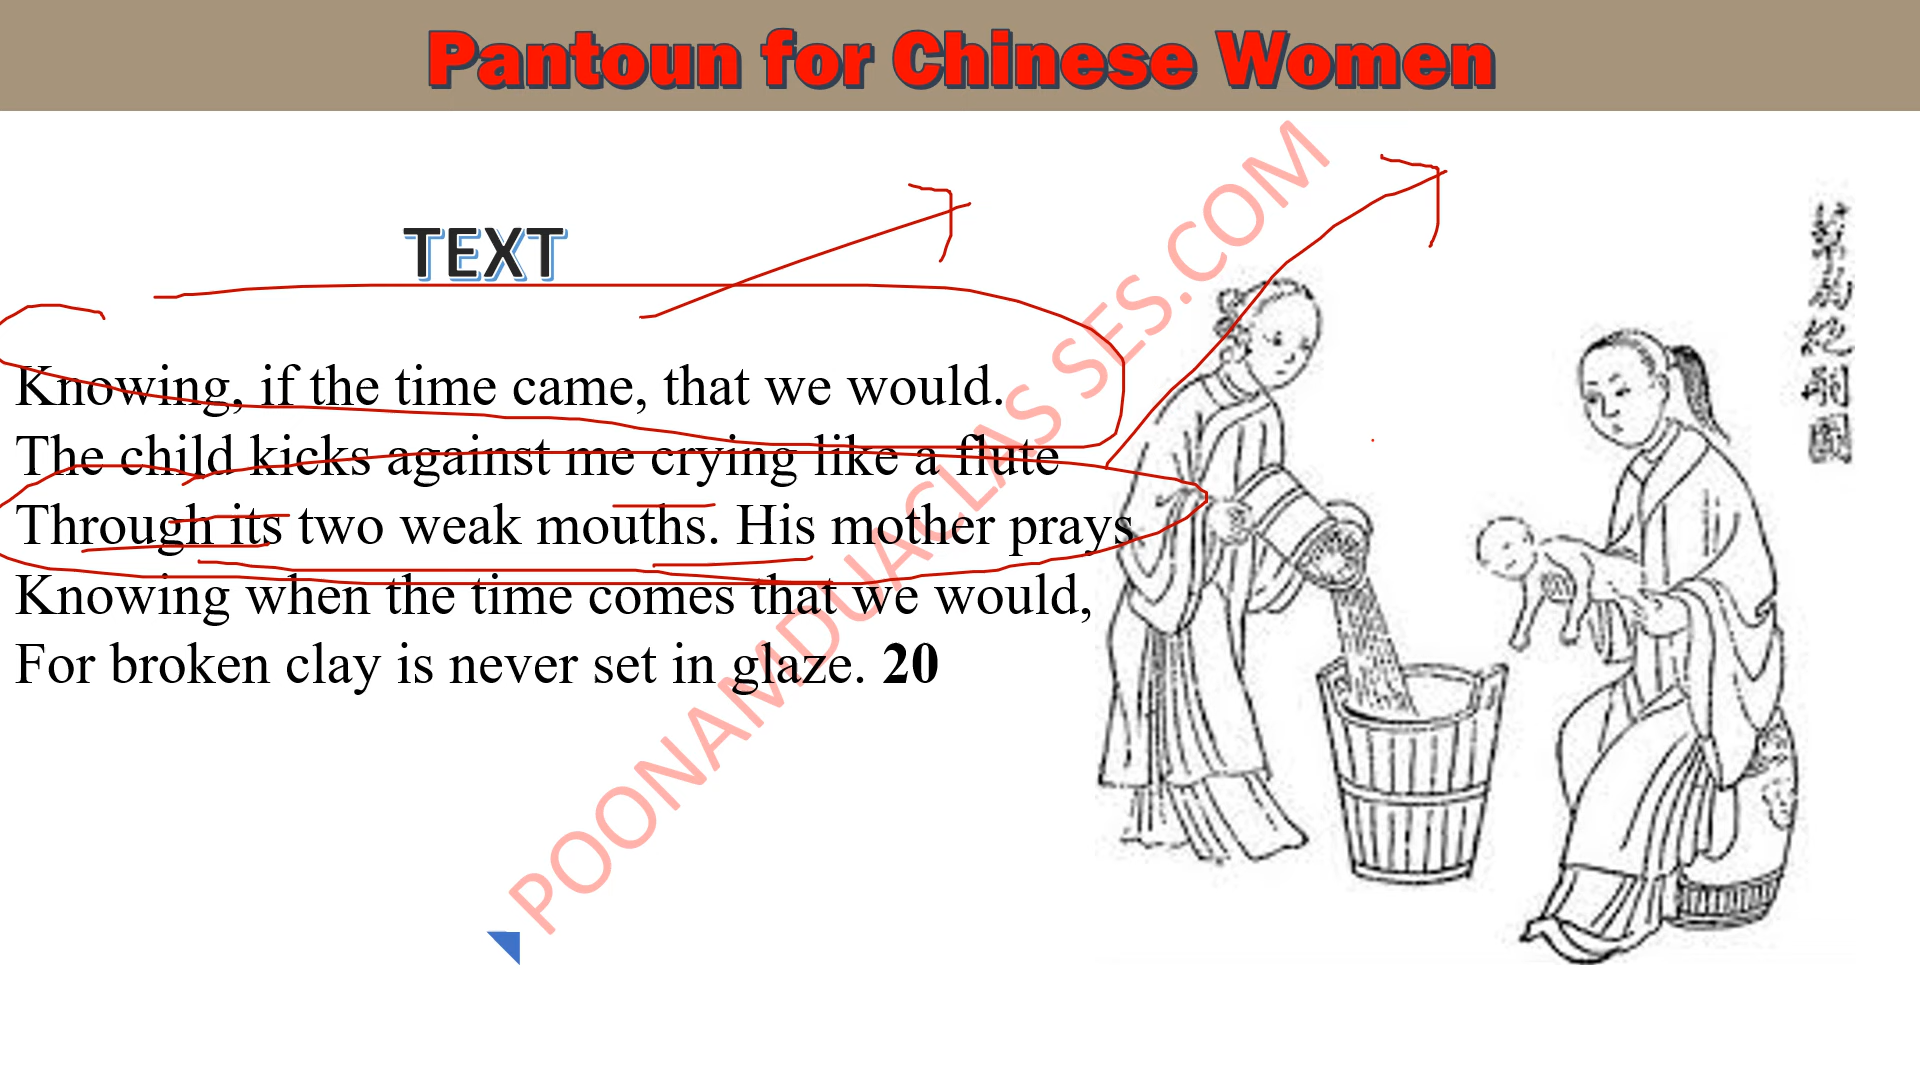 Pantoun for Chinese Women
TEXT
Knowing, if the time came, that we would.
The child kicks against me crying like a flute
Through its two weak mouths. His mother prays
Knowing when the time comes that we would,
For broken clay is never set in glaze. 20
POONAMDUACLAS SES.COM